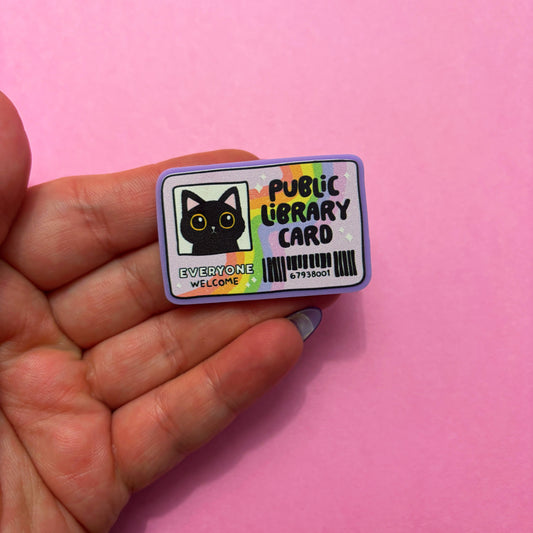 PUBLIC
LIBRARY
CARD
EVERYONE
WELCOME
67938001